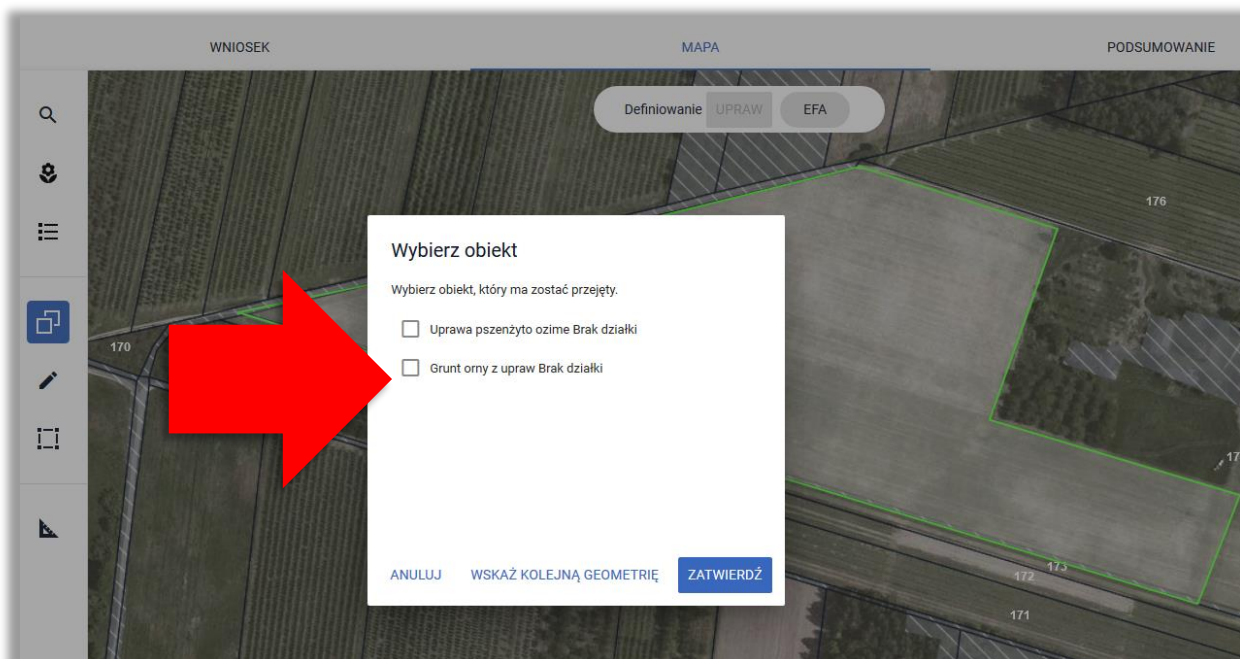 WNIOSEK
MAPA
PODSUMOWANIE
Definiowanie UPRAW EFA
176
Wybierz obiekt
Wybierz obiekt, który ma zostać przejęty.
Uprawa pszenżyto ozime Brak działki
170
Grunt orny z upraw Brak działki
ANULUJ WSKAŻ KOLEJNĄ GEOMETRIĘ ZATWIERDŹ
173
172
171